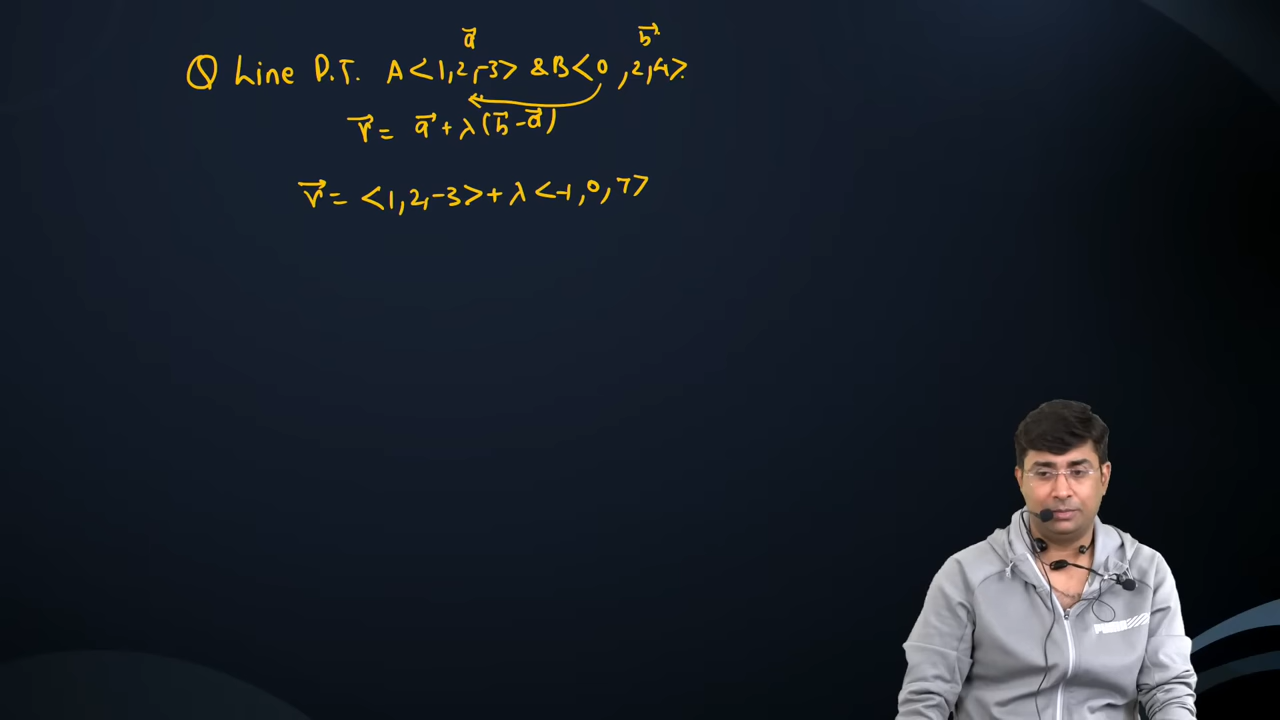 Q Line P.T. A<1,2,-3> & B<0,2,4>
a⃗ b⃗
r⃗ = a⃗ + λ(b⃗ - a⃗)
r⃗ = <1,2,-3> + λ<-1,0,7>